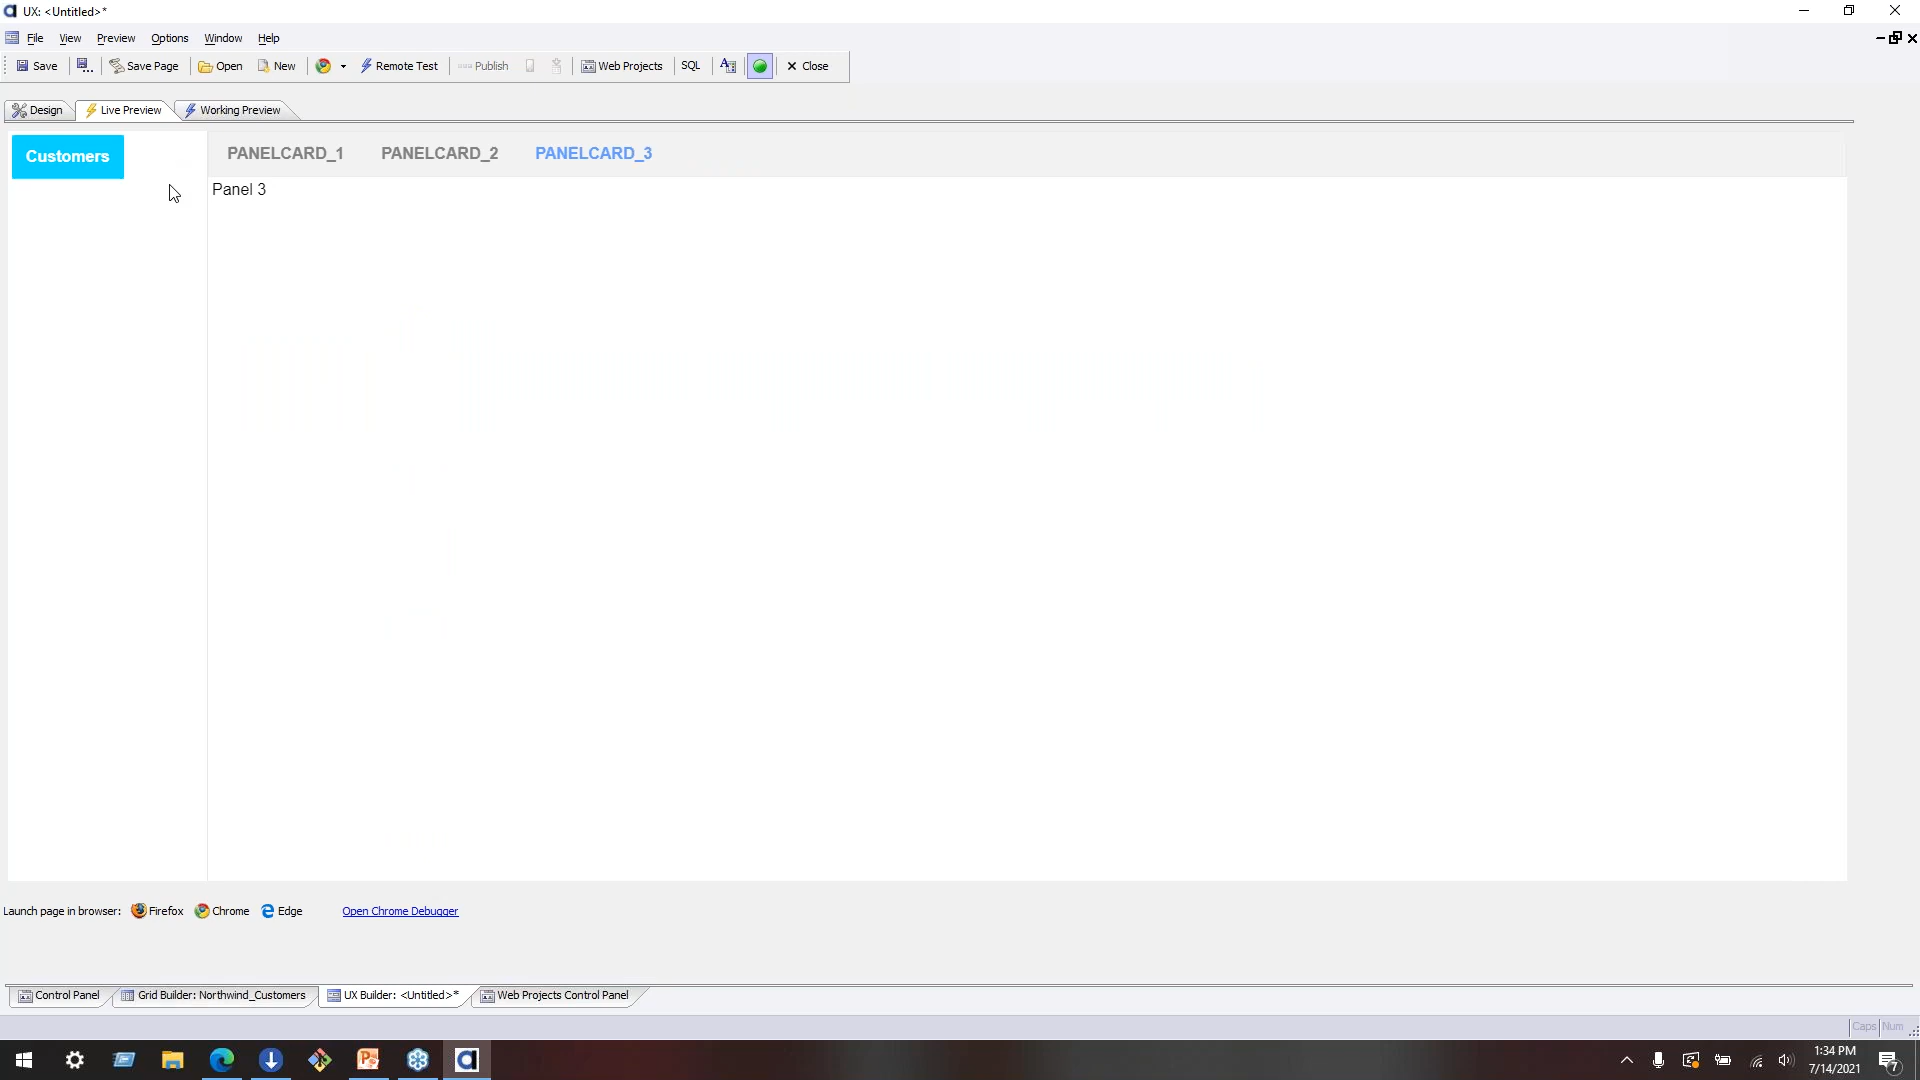 UX: <Untitled>*
File View Preview Options Window Help
Save Save Page Open New Remote Test Publish Web Projects SQL Close
Design Live Preview Working Preview
Customers PANELCARD_1 PANELCARD_2 PANELCARD_3
Panel 3
Launch page in browser: Firefox Chrome Edge Open Chrome Debugger
Control Panel Grid Builder: Northwind_Customers UX Builder: <Untitled>* Web Projects Control Panel
Caps Num
1:34 PM
7/14/2021
7